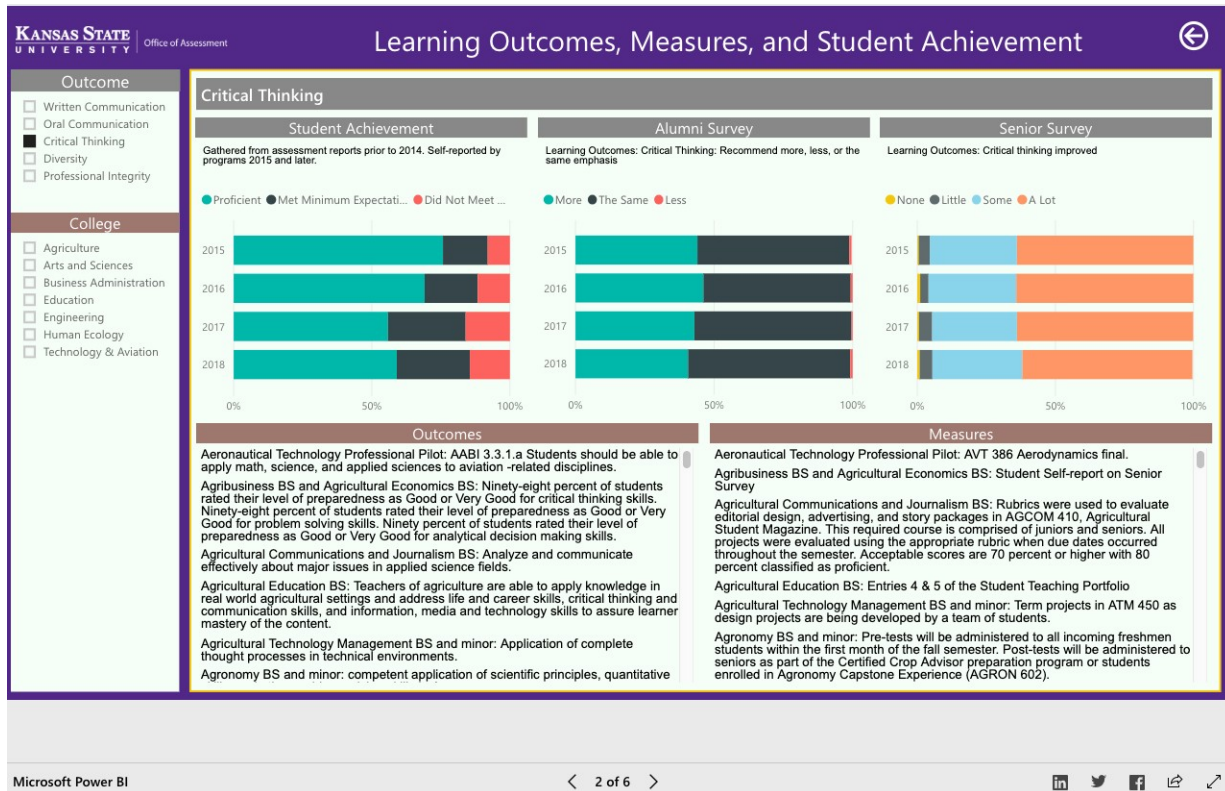 KANSAS STATE
UNIVERSITY
Office of Assessment
Learning Outcomes, Measures, and Student Achievement
Outcome
Written Communication
Oral Communication
Critical Thinking
Diversity
Professional Integrity
College
Agriculture
Arts and Sciences
Business Administration
Education
Engineering
Human Ecology
Technology & Aviation
Critical Thinking
Student Achievement
Gathered from assessment reports prior to 2014. Self-reported by
programs 2015 and later.
Proficient Met Minimum Expectati... Did Not Meet ...
2015
2016
2017
2018
0% 50% 100%
Alumni Survey
Learning Outcomes: Critical Thinking: Recommend more, less, or the
same emphasis
More The Same Less
2015
2016
2017
2018
0% 50% 100%
Senior Survey
Learning Outcomes: Critical thinking improved
None Little Some A Lot
2015
2016
2017
2018
0% 50% 100%
Outcomes
Aeronautical Technology Professional Pilot: AABI 3.3.1.a Students should be able to
apply math, science, and applied sciences to aviation -related disciplines.
Agribusiness BS and Agricultural Economics BS: Ninety-eight percent of students
rated their level of preparedness as Good or Very Good for critical thinking skills.
Ninety-eight percent of students rated their level of preparedness as Good or Very
Good for problem solving skills. Ninety percent of students rated their level of
preparedness as Good or Very Good for analytical decision making skills.
Agricultural Communications and Journalism BS: Analyze and communicate
effectively about major issues in applied science fields.
Agricultural Education BS: Teachers of agriculture are able to apply knowledge in
real world agricultural settings and address life and career skills, critical thinking and
communication skills, and information, media and technology skills to assure learner
mastery of the content.
Agricultural Technology Management BS and minor: Application of complete
thought processes in technical environments.
Agronomy BS and minor: competent application of scientific principles, quantitative
Measures
Aeronautical Technology Professional Pilot: AVT 386 Aerodynamics final.
Agribusiness BS and Agricultural Economics BS: Student Self-report on Senior
Survey
Agricultural Communications and Journalism BS: Rubrics were used to evaluate
editorial design, advertising, and story packages in AGCOM 410, Agricultural
Student Magazine. This required course is comprised of juniors and seniors. All
projects were evaluated using the appropriate rubric when due dates occurred
throughout the semester. Acceptable scores are 70 percent or higher with 80
percent classified as proficient.
Agricultural Education BS: Entries 4 & 5 of the Student Teaching Portfolio
Agricultural Technology Management BS and minor: Term projects in ATM 450 as
design projects are being developed by a team of students.
Agronomy BS and minor: Pre-tests will be administered to all incoming freshmen
students within the first month of the fall semester. Post-tests will be administered to
seniors as part of the Certified Crop Advisor preparation program or students
enrolled in Agronomy Capstone Experience (AGRON 602).
Microsoft Power BI
2 of 6